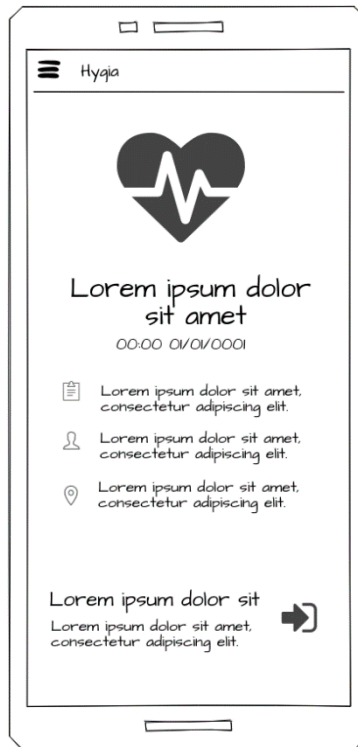 Hygia
Lorem ipsum dolor
sit amet
00:00 01/01/0001
Lorem ipsum dolor sit amet,
consectetur adipiscing elit.
Lorem ipsum dolor sit amet,
consectetur adipiscing elit.
Lorem ipsum dolor sit amet,
consectetur adipiscing elit.
Lorem ipsum dolor sit
Lorem ipsum dolor sit amet,
consectetur adipiscing elit.